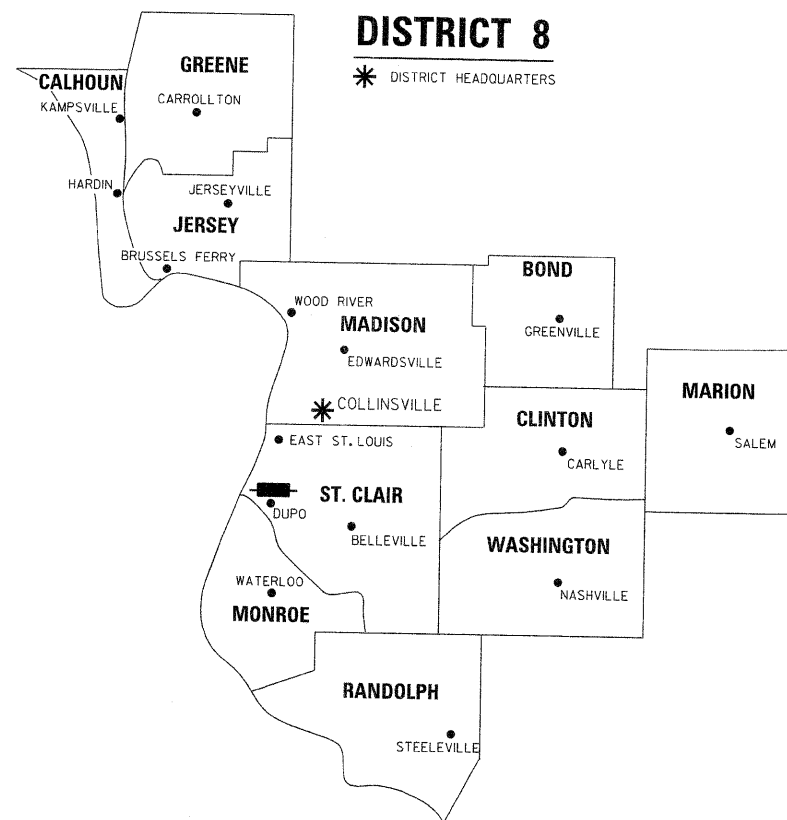 DISTRICT 8
DISTRICT HEADQUARTERS
GREENE
CALHOUN
CARROLLTON
KAMPSVILLE
HARDIN
JERSEYVILLE
JERSEY
BRUSSELS FERRY
BOND
WOOD RIVER
MADISON
GREENVILLE
EDWARDSVILLE
MARION
COLLINSVILLE
CLINTON
EAST ST. LOUIS
SALEM
CARLYLE
ST. CLAIR
DUPO
BELLEVILLE
WASHINGTON
WATERLOO
NASHVILLE
MONROE
RANDOLPH
STEELEVILLE